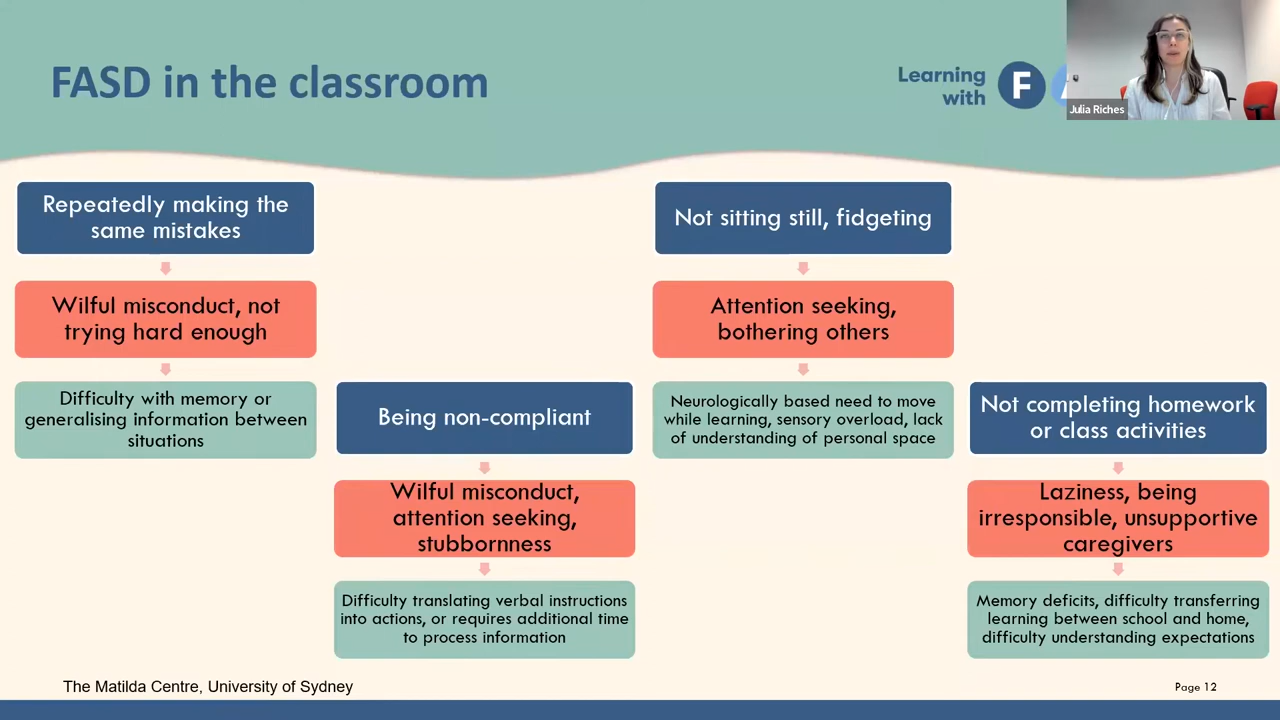 FASD in the classroom
Learning
with
F
Julia Riches
Repeatedly making the
same mistakes
Wilful misconduct, not
trying hard enough
Difficulty with memory or
generalising information between
situations
Being non-compliant
Wilful misconduct,
attention seeking,
stubbornness
Difficulty translating verbal instructions
into actions, or requires additional time
to process information
Not sitting still, fidgeting
Attention seeking,
bothering others
Neurologically based need to move
while learning, sensory overload, lack
of understanding of personal space
Not completing homework
or class activities
Laziness, being
irresponsible, unsupportive
caregivers
Memory deficits, difficulty transferring
learning between school and home,
difficulty understanding expectations
The Matilda Centre, University of Sydney
Page 12